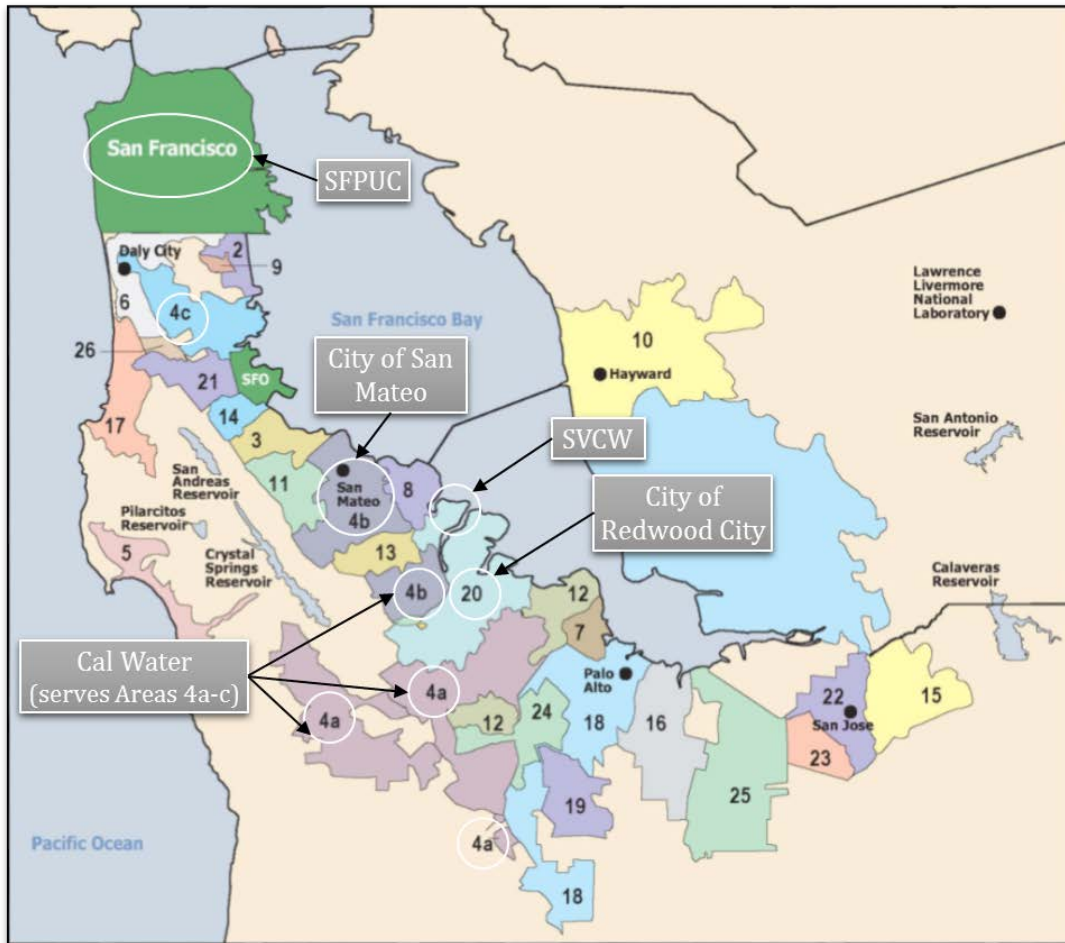 San Francisco
SFPUC
Daly City
2
9
6
4c
26
San Francisco Bay
Lawrence
Livermore
National
Laboratory
10
Hayward
City of San
Mateo
21
SFO
17
14
3
SVCW
San Antonio
Reservoir
San
Andreas
Reservoir
11
San
Mateo
4b
8
City of
Redwood City
Pilarcitos
Reservoir
5
Crystal
Springs
Reservoir
13
4b
20
12
7
Calaveras
Reservoir
Cal Water
(serves Areas 4a-c)
4a
4a
12
24
Palo
Alto
18
16
22
San Jose
15
23
25
19
4a
18
Pacific Ocean